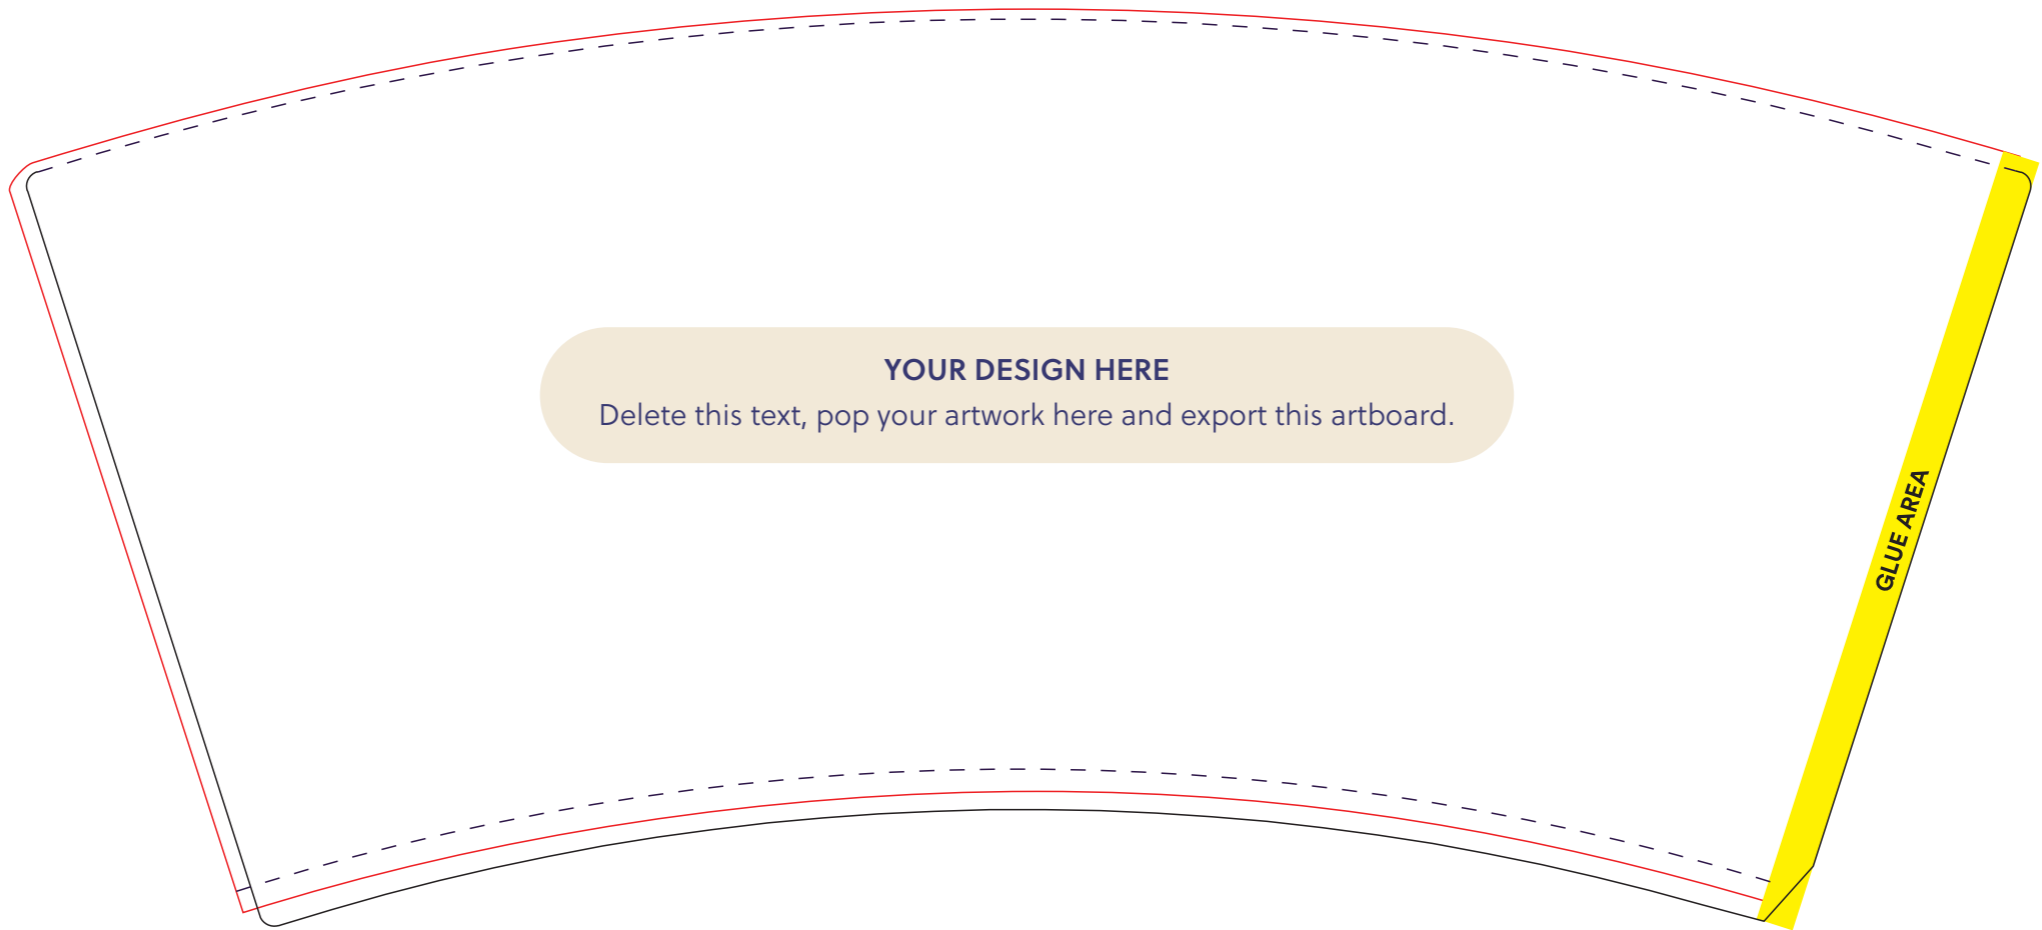 YOUR DESIGN HERE
Delete this text, pop your artwork here and export this artboard.
GLUE AREA